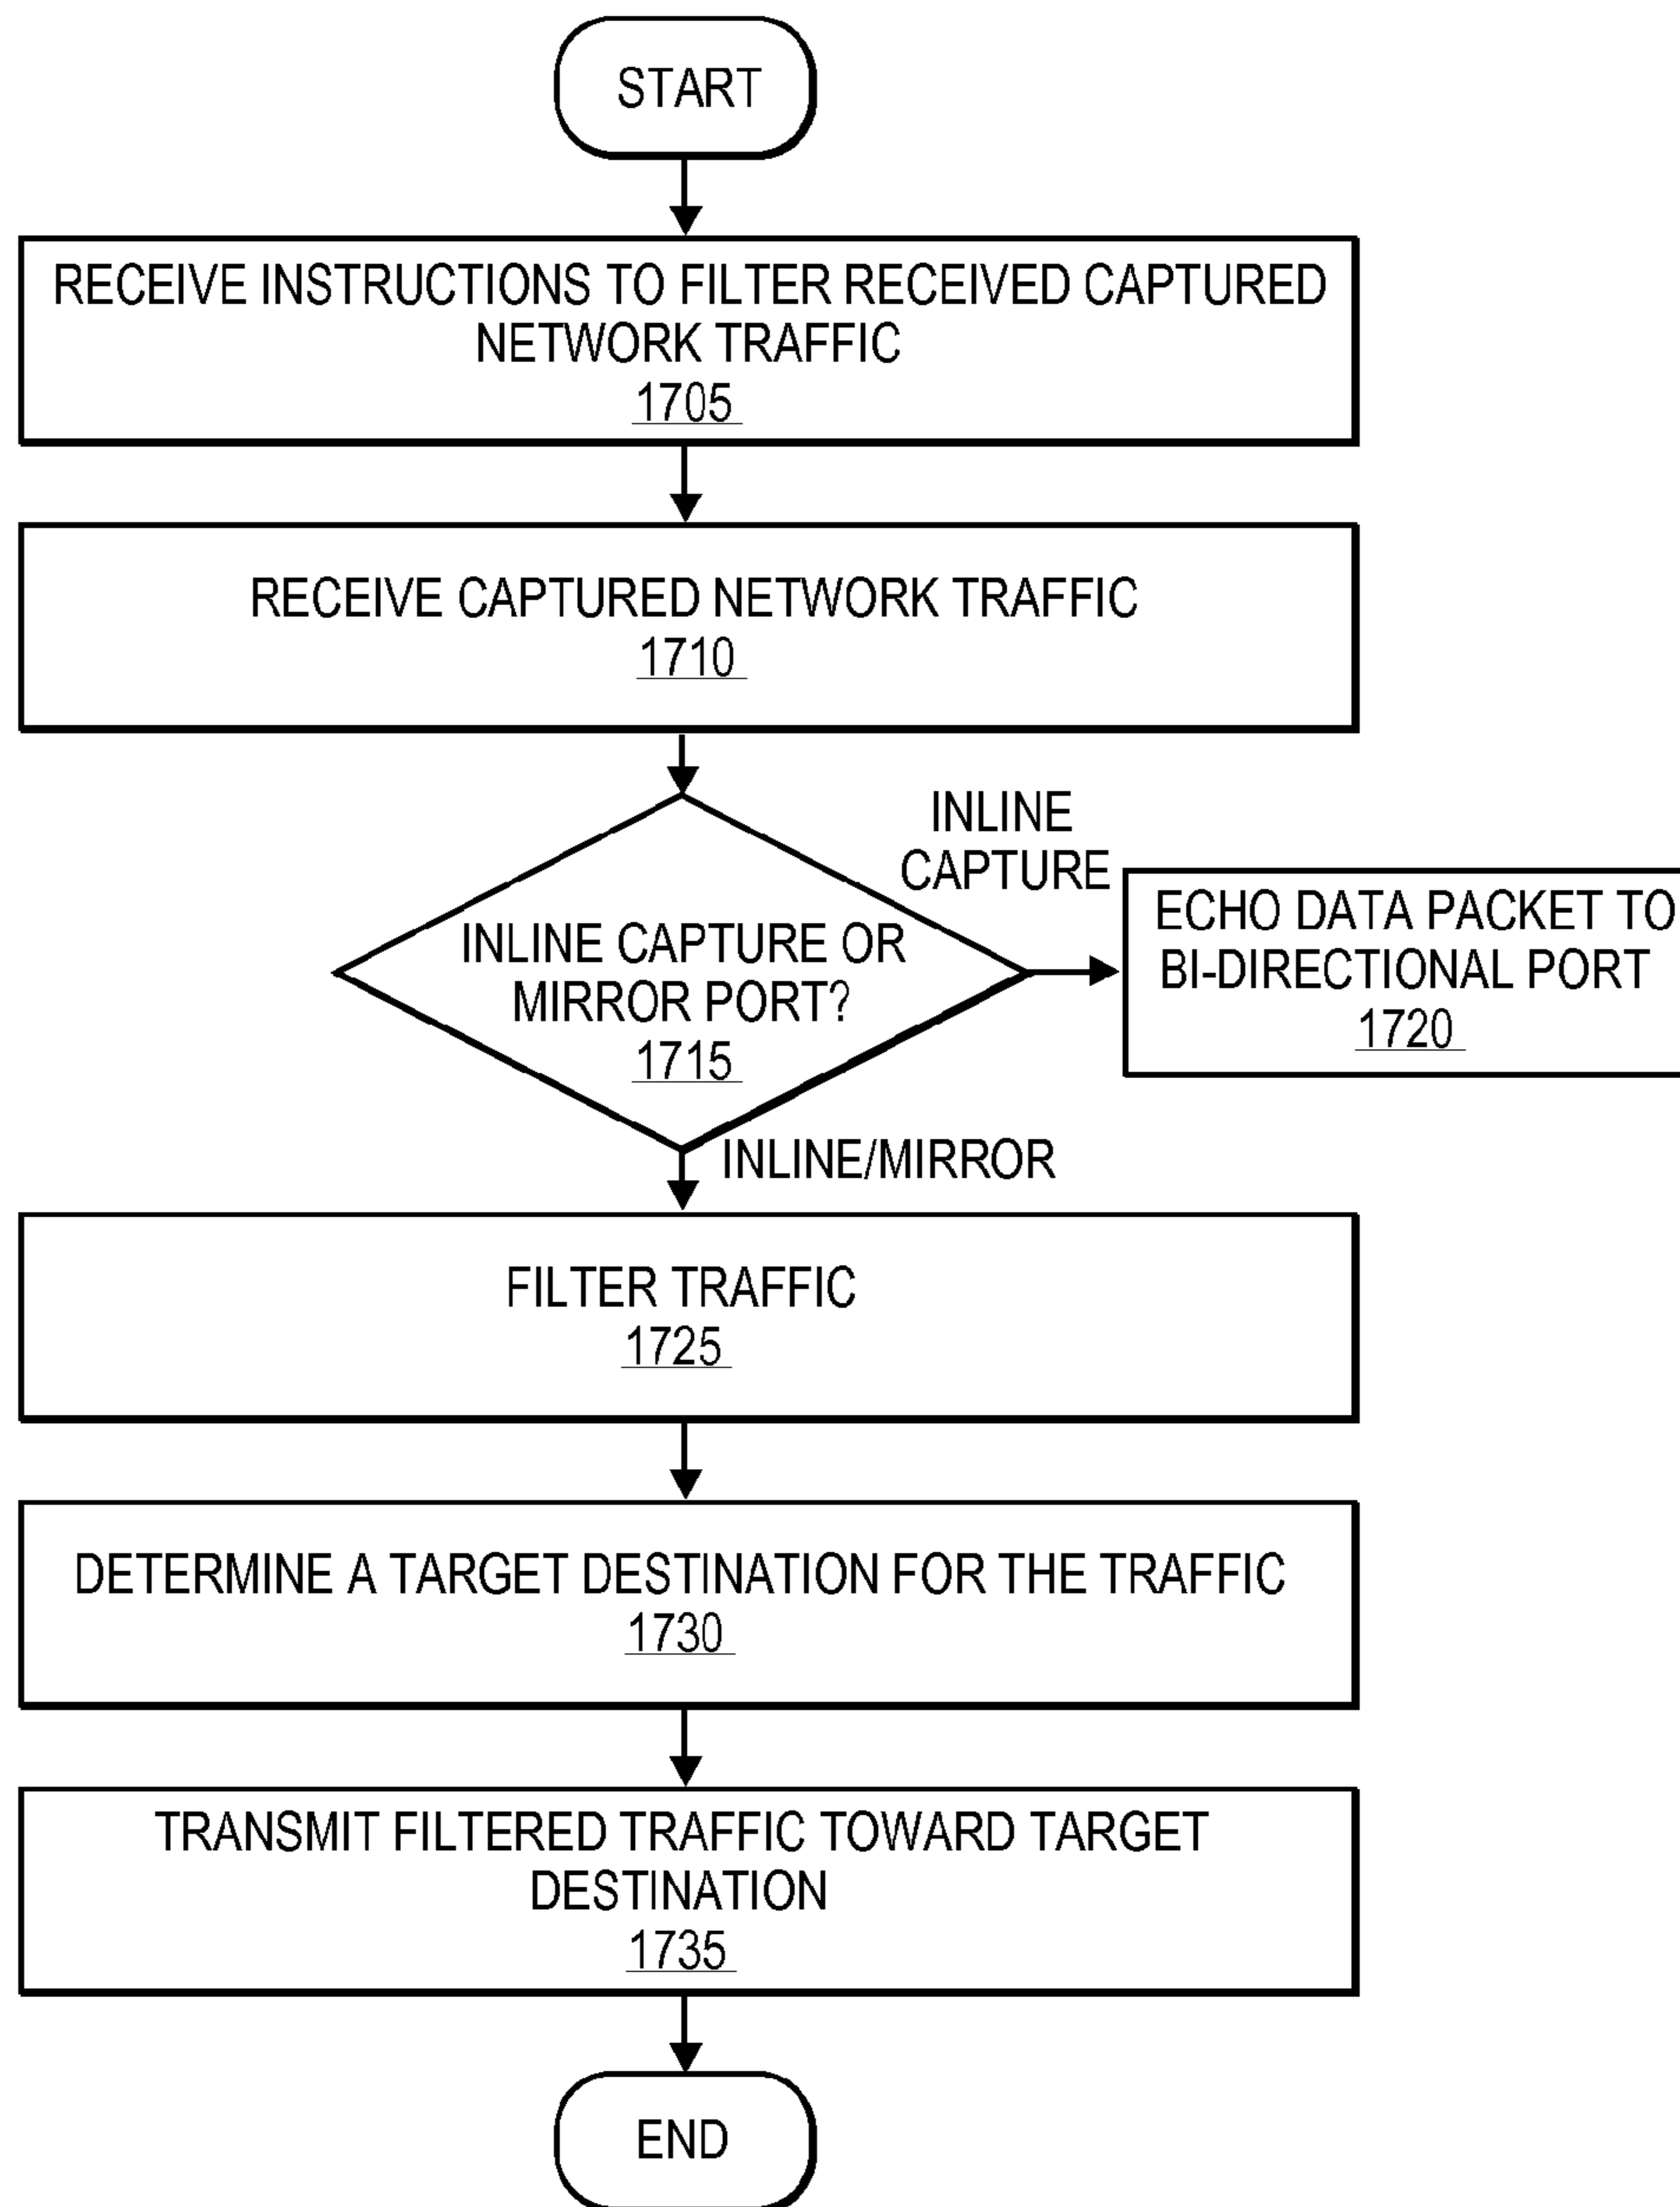 START
RECEIVE INSTRUCTIONS TO FILTER RECEIVED CAPTURED
NETWORK TRAFFIC
1705
RECEIVE CAPTURED NETWORK TRAFFIC
1710
INLINE
CAPTURE
INLINE CAPTURE OR
MIRROR PORT?
1715
ECHO DATA PACKET TO
BI-DIRECTIONAL PORT
1720
INLINE/MIRROR
FILTER TRAFFIC
1725
DETERMINE A TARGET DESTINATION FOR THE TRAFFIC
1730
TRANSMIT FILTERED TRAFFIC TOWARD TARGET
DESTINATION
1735
END